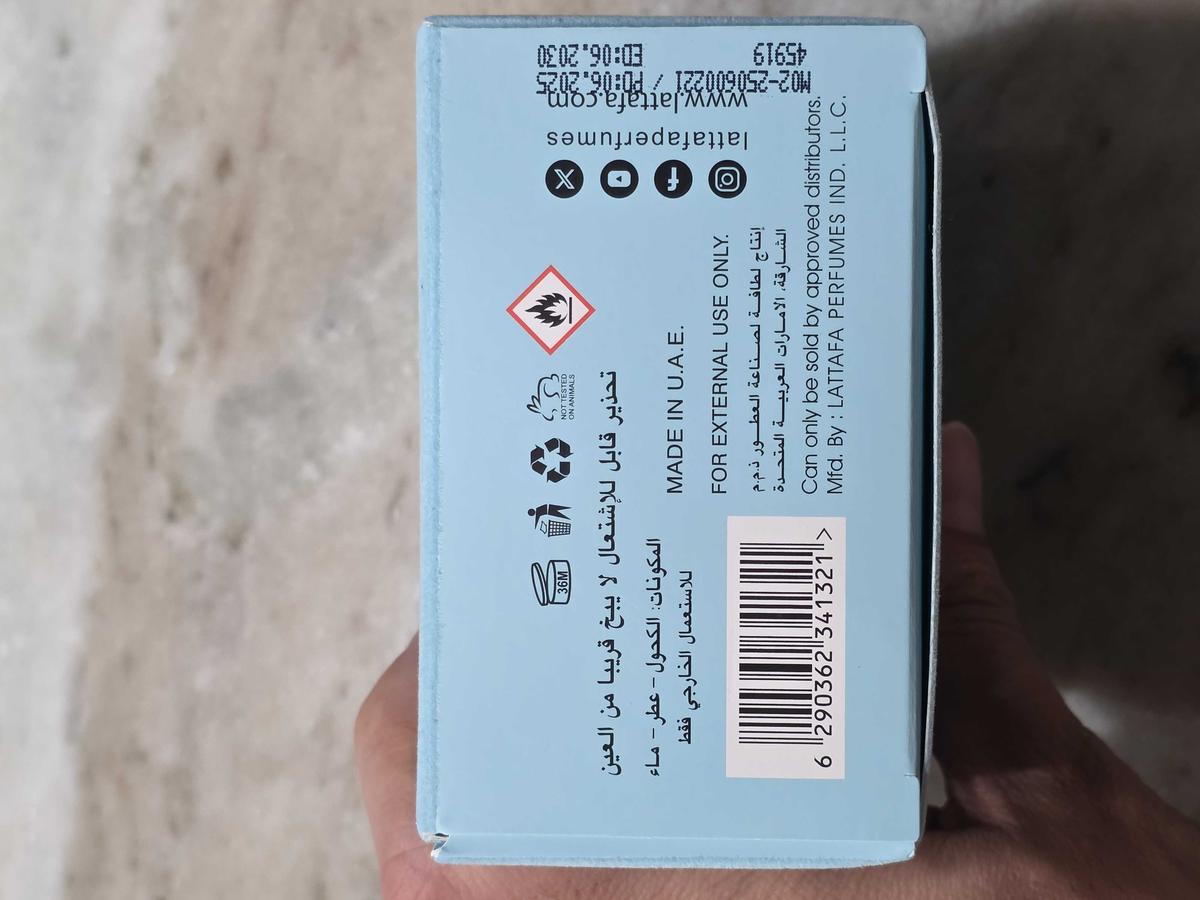 M02-250600221 / PD:06.2025
45919 ED:06.2030
www.lattafa.com
lattafaperfumes
NOT TESTED
ON ANIMALS
36M
تحذير قابل للإشتعال لا يبخ قريبا من العين
المكونات: الكحول - عطر - ماء
للاستعمال الخارجي فقط
MADE IN U.A.E.
FOR EXTERNAL USE ONLY.
إنتاج لطافة لصناعة العطور ذ.م.م
الشارقة، الامارات العربية المتحدة
Can only be sold by approved distributors.
Mfd. By : LATTAFA PERFUMES IND. L.L.C.
6 290362 341321 >